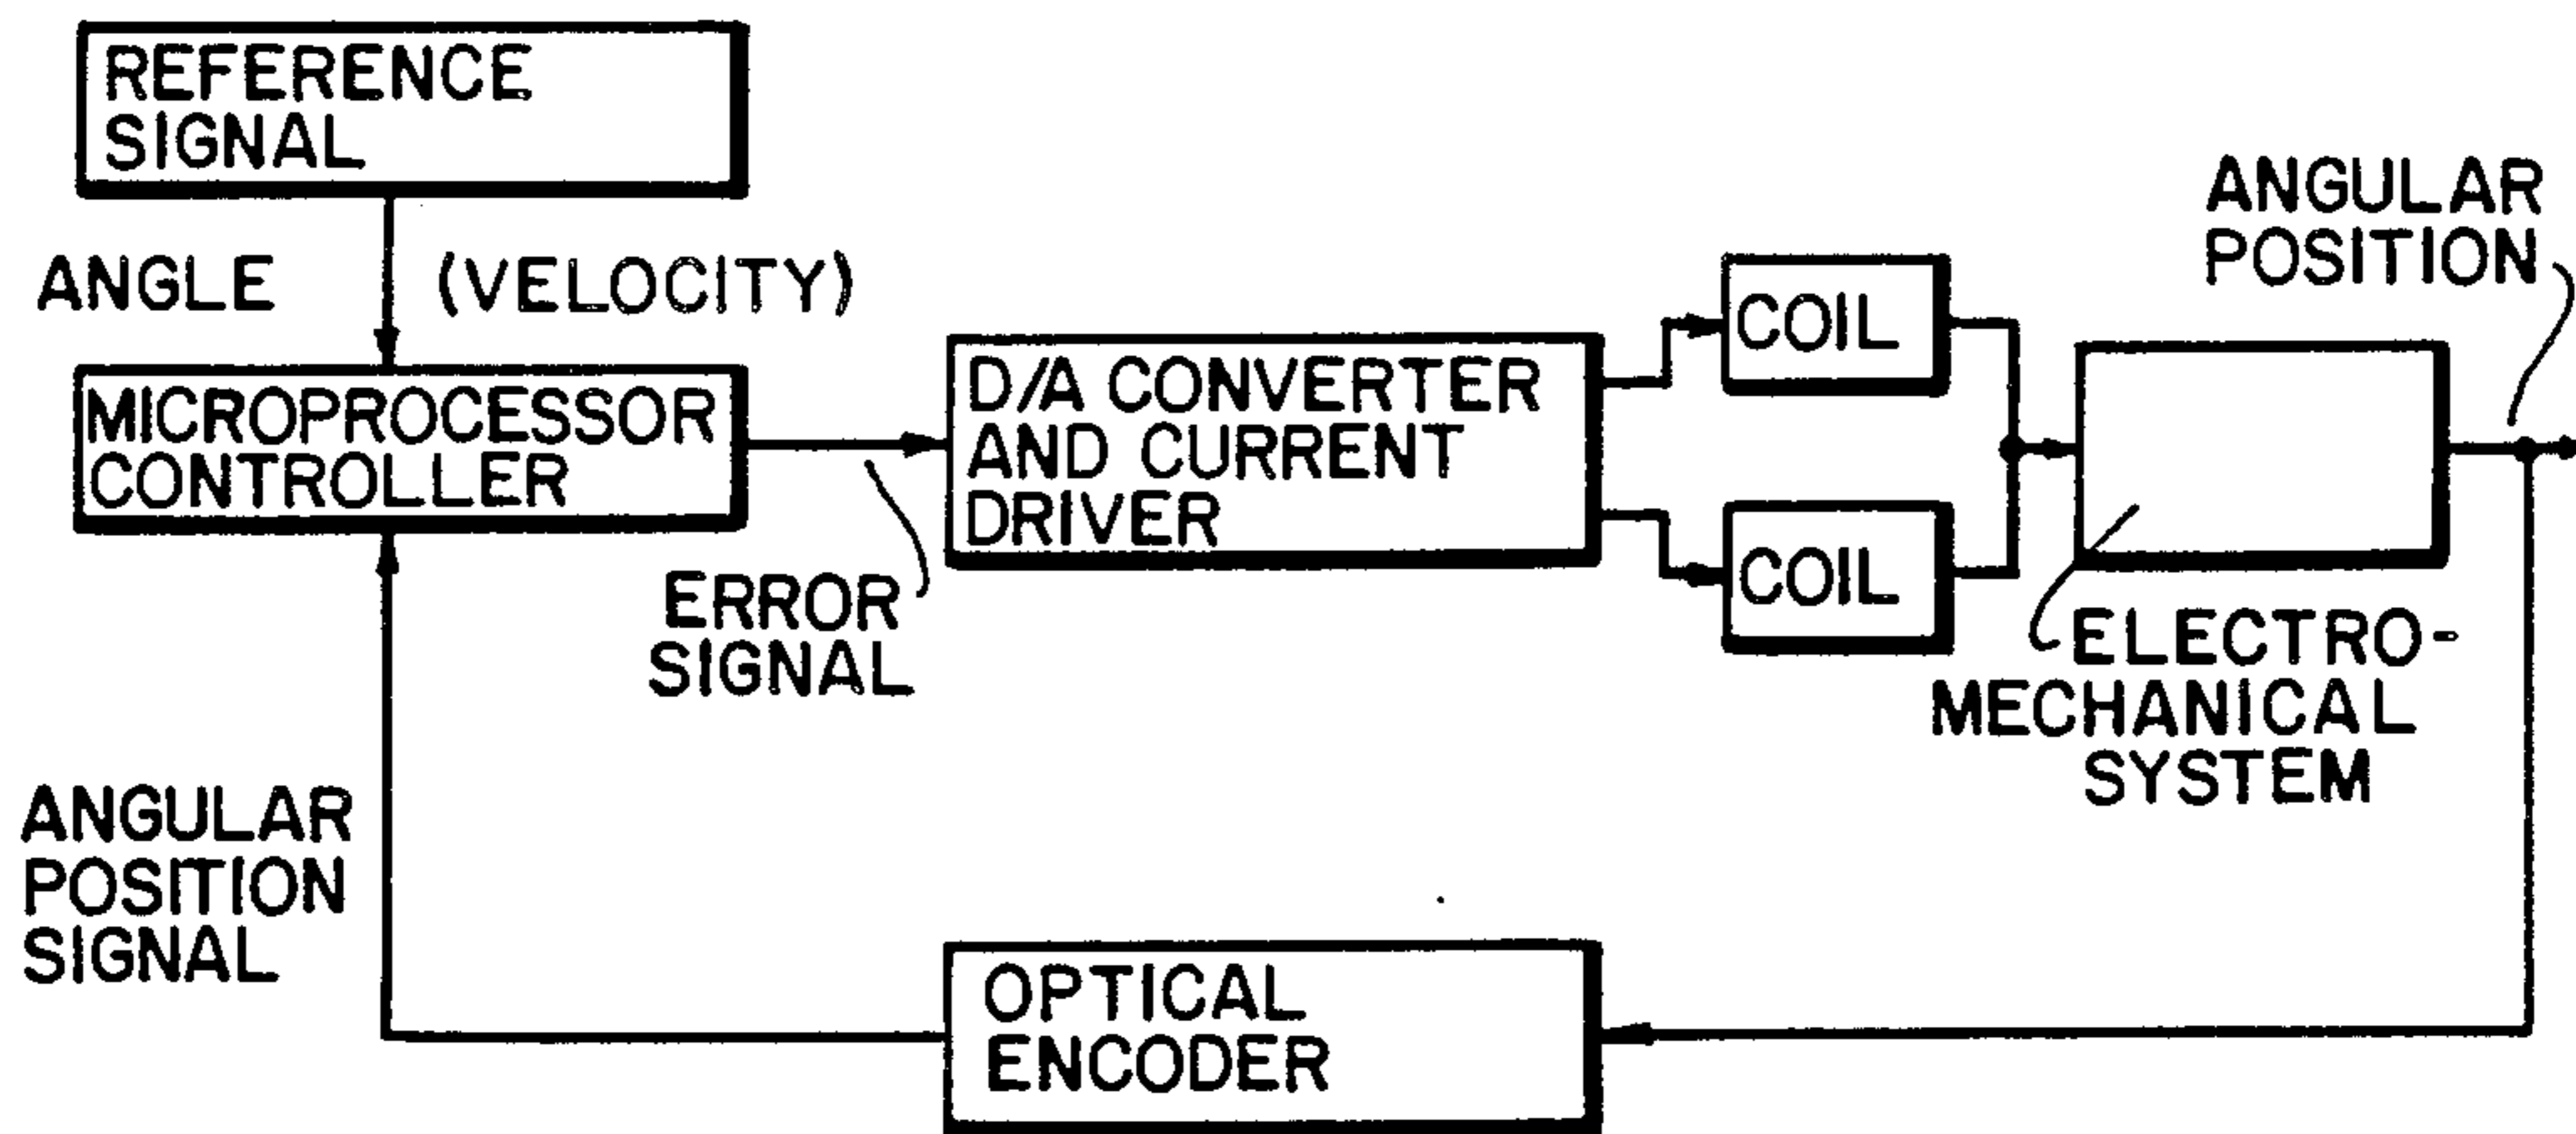 REFERENCE
SIGNAL
ANGLE (VELOCITY)
MICROPROCESSOR
CONTROLLER
ERROR
SIGNAL
D/A CONVERTER
AND CURRENT
DRIVER
COIL
COIL
ANGULAR
POSITION
ELECTRO-
MECHANICAL
SYSTEM
ANGULAR
POSITION
SIGNAL
OPTICAL
ENCODER